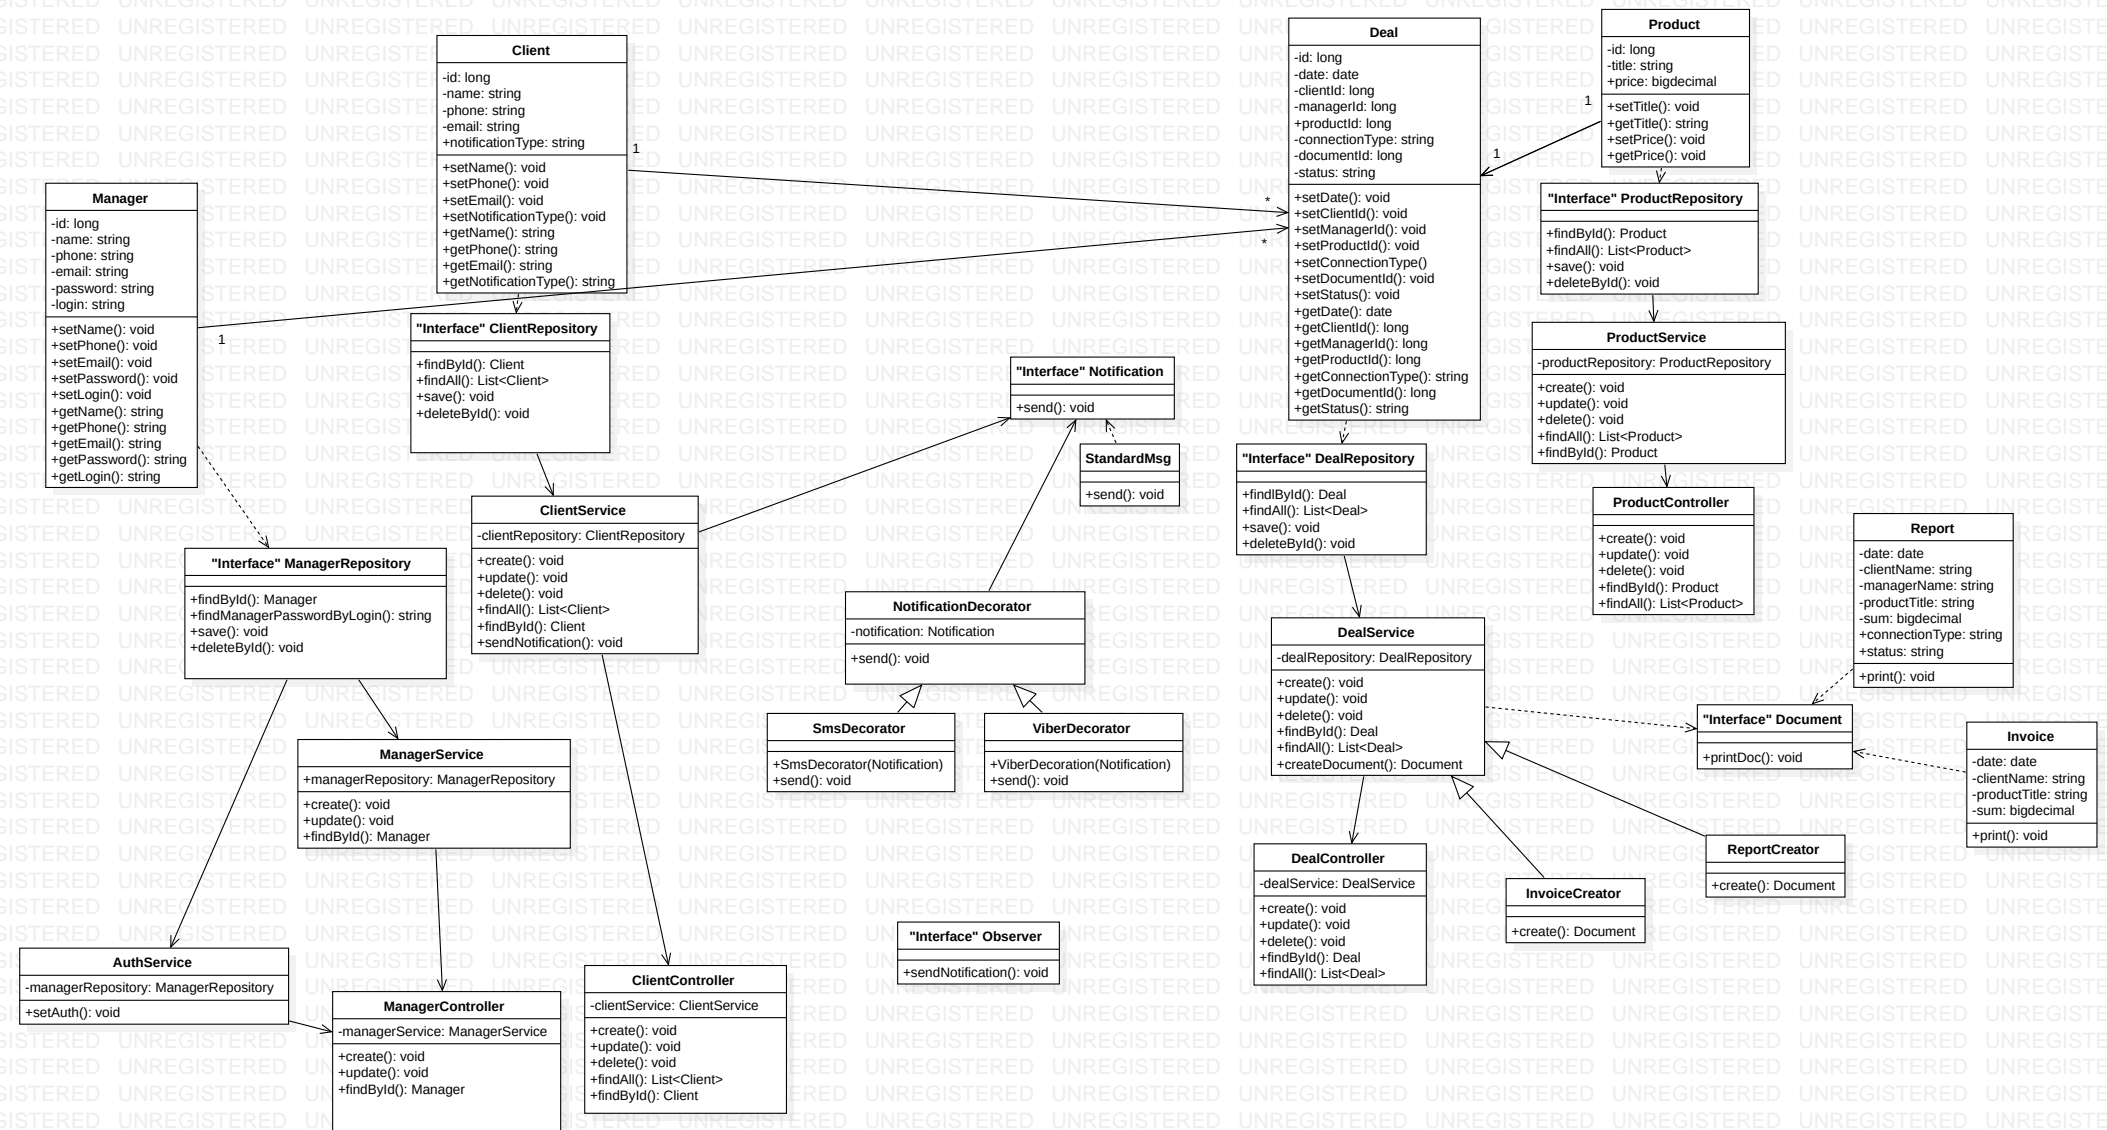 Client
-id: long
-name: string
-phone: string
-email: string
+notificationType: string
+setName(): void
+setPhone(): void
+setEmail(): void
+setNotificationType(): void
+getName(): string
+getPhone(): string
+getEmail(): string
+getNotificationType(): string
1
*
Deal
-id: long
-date: date
-clientId: long
-managerId: long
+productId: long
-connectionType: string
-documentId: long
-status: string
+setDate(): void
+setClientId(): void
+setManagerId(): void
+setProductId(): void
+setConnectionType()
+setDocumentId(): void
+setStatus(): void
+getDate(): date
+getClientId(): long
+getManagerId(): long
+getProductId(): long
+getConnectionType(): string
+getDocumentId(): long
+getStatus(): string
1
1
Product
-id: long
-title: string
+price: bigdecimal
+setTitle(): void
+getTitle(): string
+setPrice(): void
+getPrice(): void
Manager
-id: long
-name: string
-phone: string
-email: string
-password: string
-login: string
+setName(): void
+setPhone(): void
+setEmail(): void
+setPassword(): void
+setLogin(): void
+getName(): string
+getPhone(): string
+getEmail(): string
+getPassword(): string
+getLogin(): string
1
*
"Interface" ProductRepository
+findById(): Product
+findAll(): List<Product>
+save(): void
+deleteById(): void
"Interface" ClientRepository
+findById(): Client
+findAll(): List<Client>
+save(): void
+deleteById(): void
ProductService
-productRepository: ProductRepository
+create(): void
+update(): void
+delete(): void
+findAll(): List<Product>
+findById(): Product
"Interface" Notification
+send(): void
StandardMsg
+send(): void
"Interface" DealRepository
+findlById(): Deal
+findAll(): List<Deal>
+save(): void
+deleteById(): void
ClientService
-clientRepository: ClientRepository
+create(): void
+update(): void
+delete(): void
+findAll(): List<Client>
+findById(): Client
+sendNotification(): void
ProductController
+create(): void
+update(): void
+delete(): void
+findById(): Product
+findAll(): List<Product>
Report
-date: date
-clientName: string
-managerName: string
-productTitle: string
-sum: bigdecimal
+connectionType: string
+status: string
+print(): void
"Interface" ManagerRepository
+findById(): Manager
+findManagerPasswordByLogin(): string
+save(): void
+deleteById(): void
NotificationDecorator
-notification: Notification
+send(): void
DealService
-dealRepository: DealRepository
+create(): void
+update(): void
+delete(): void
+findById(): Deal
+findAll(): List<Deal>
+createDocument(): Document
"Interface" Document
+printDoc(): void
SmsDecorator
+SmsDecorator(Notification)
+send(): void
ViberDecorator
+ViberDecoration(Notification)
+send(): void
Invoice
-date: date
-clientName: string
-productTitle: string
-sum: bigdecimal
+print(): void
ManagerService
+managerRepository: ManagerRepository
+create(): void
+update(): void
+findById(): Manager
ReportCreator
+create(): Document
DealController
-dealService: DealService
+create(): void
+update(): void
+delete(): void
+findById(): Deal
+findAll(): List<Deal>
InvoiceCreator
+create(): Document
"Interface" Observer
+sendNotification(): void
AuthService
-managerRepository: ManagerRepository
+setAuth(): void
ManagerController
-managerService: ManagerService
+create(): void
+update(): void
+findById(): Manager
ClientController
-clientService: ClientService
+create(): void
+update(): void
+delete(): void
+findAll(): List<Client>
+findById(): Client
UNREGISTERED